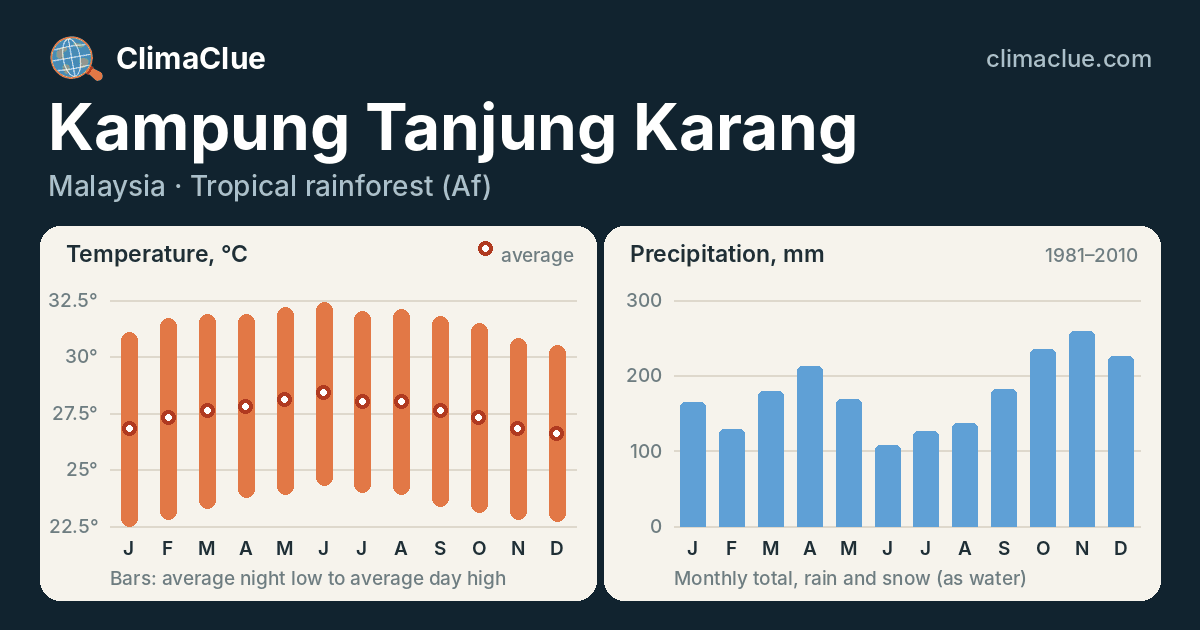 ClimaClue
climaclue.com
Kampung Tanjung Karang
Malaysia · Tropical rainforest (Af)
Temperature, °C
average
32.5°
30°
27.5°
25°
22.5°
J F M A M J J A S O N D
Bars: average night low to average day high
Precipitation, mm
1981–2010
300
200
100
0
J F M A M J J A S O N D
Monthly total, rain and snow (as water)